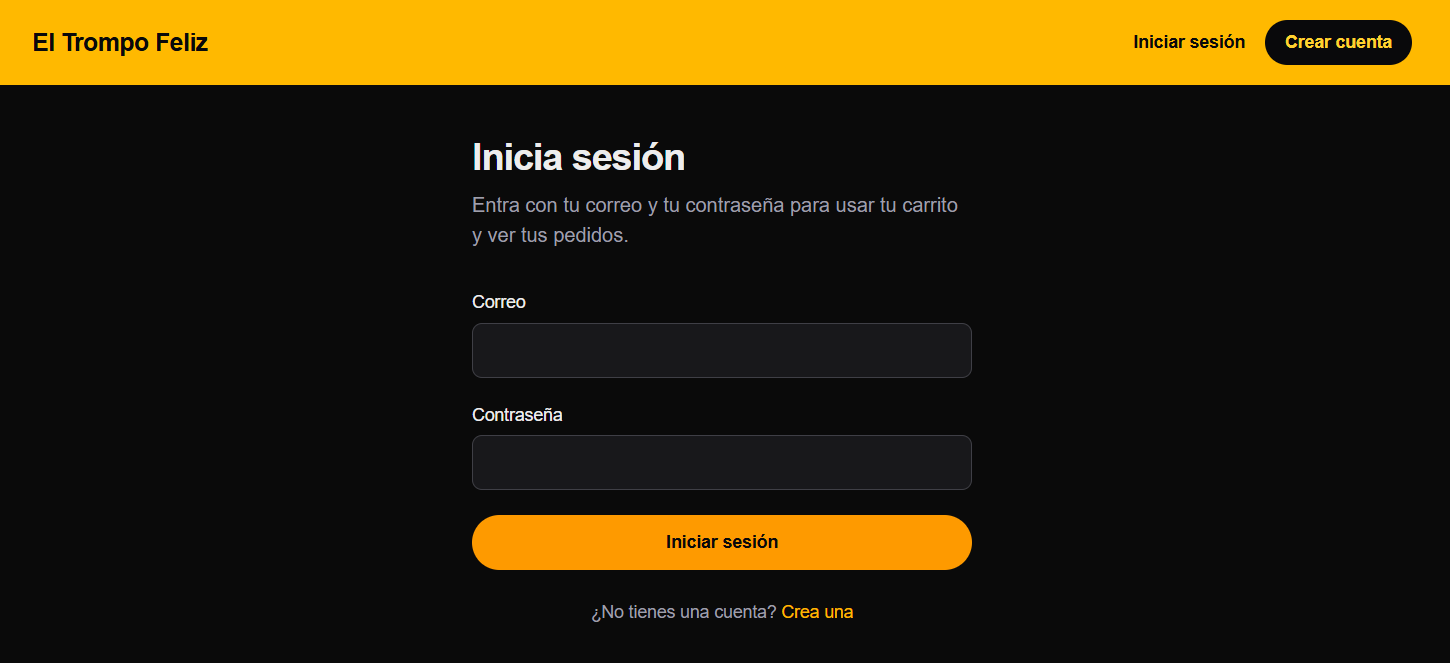 El Trompo Feliz
Iniciar sesión
Crear cuenta
Inicia sesión
Entra con tu correo y tu contraseña para usar tu carrito
y ver tus pedidos.
Correo
Contraseña
Iniciar sesión
¿No tienes una cuenta? Crea una